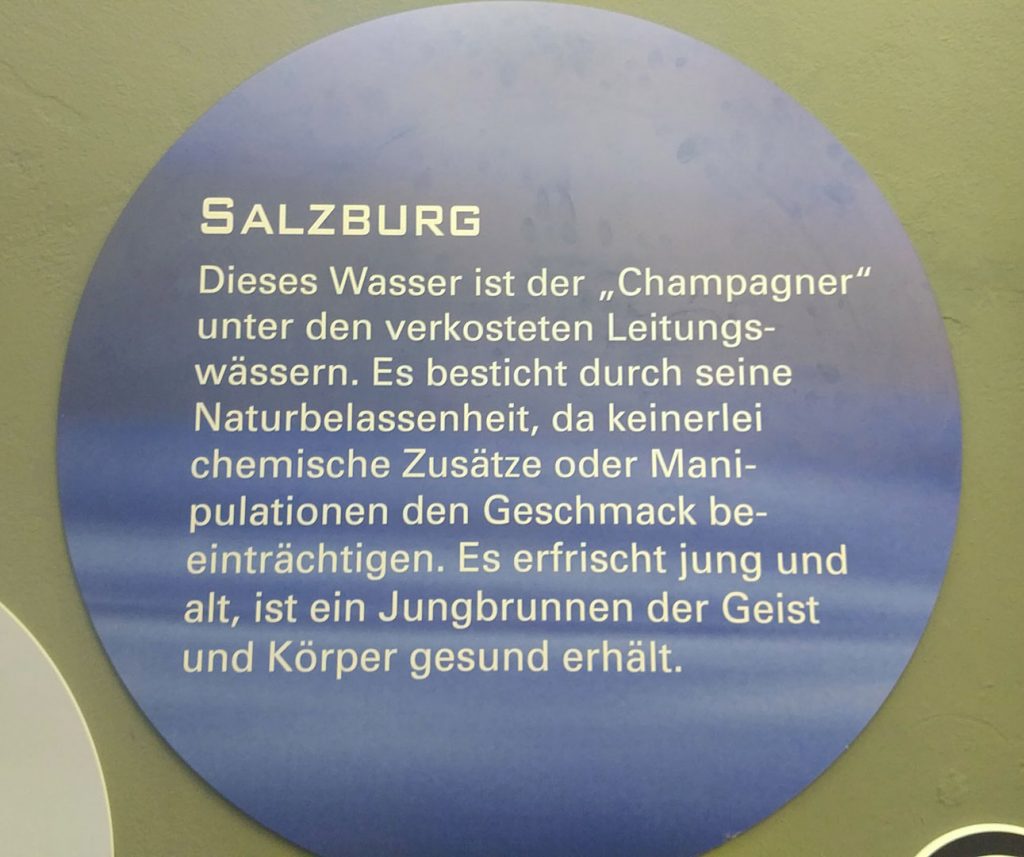 SALZBURG
Dieses Wasser ist der „Champagner“
unter den verkosteten Leitungs-
wässern. Es besticht durch seine
Naturbelassenheit, da keinerlei
chemische Zusätze oder Mani-
pulationen den Geschmack be-
einträchtigen. Es erfrischt jung und
alt, ist ein Jungbrunnen der Geist
und Körper gesund erhält.